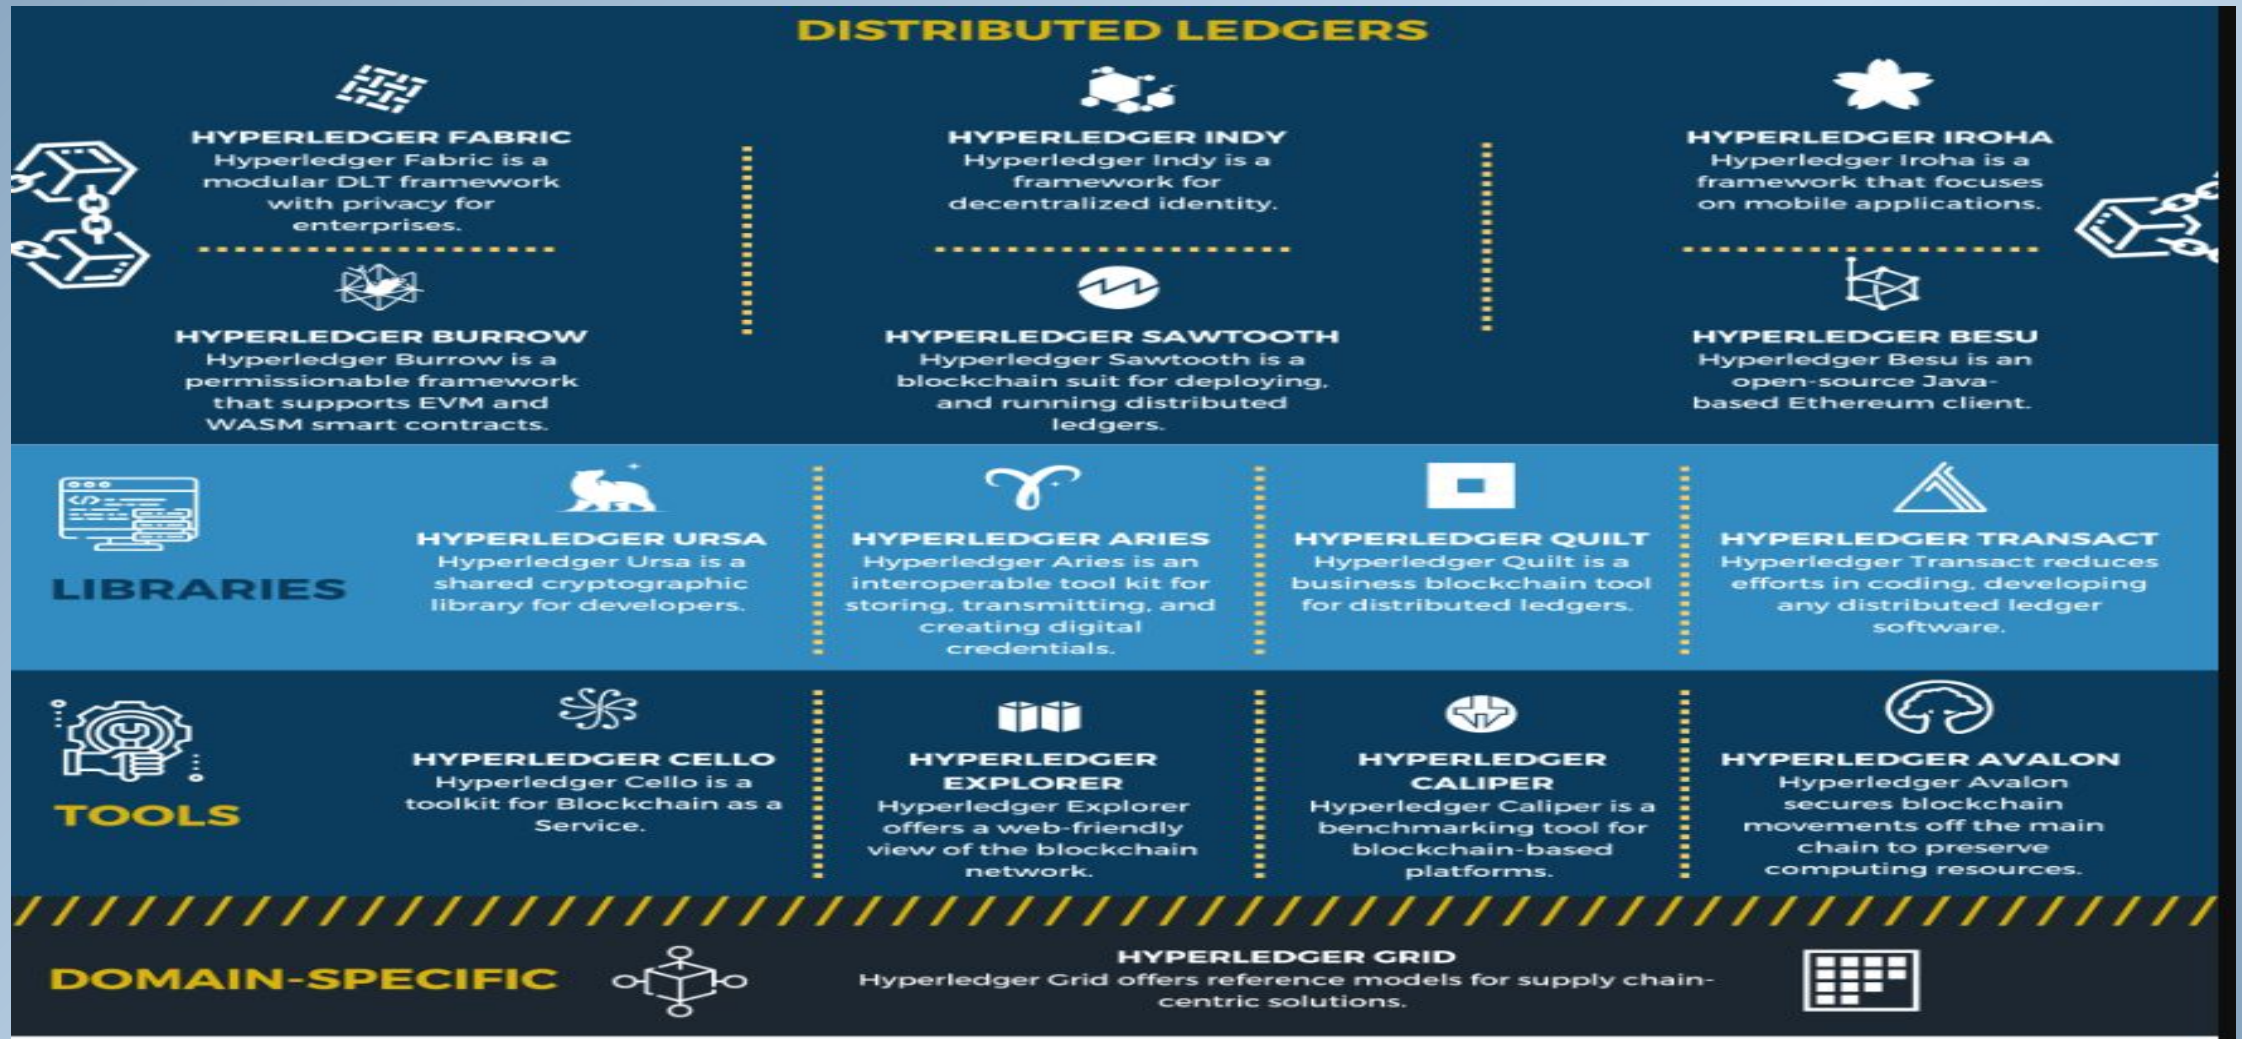 DISTRIBUTED LEDGERS
HYPERLEDGER FABRIC
Hyperledger Fabric is a
modular DLT framework
with privacy for
enterprises.
HYPERLEDGER INDY
Hyperledger Indy is a
framework for
decentralized identity.
HYPERLEDGER IROHA
Hyperledger Iroha is a
framework that focuses
on mobile applications.
HYPERLEDGER BURROW
Hyperledger Burrow is a
permissionable framework
that supports EVM and
WASM smart contracts.
HYPERLEDGER SAWTOOTH
Hyperledger Sawtooth is a
blockchain suit for deploying,
and running distributed
ledgers.
HYPERLEDGER BESU
Hyperledger Besu is an
open-source Java-
based Ethereum client.
LIBRARIES
HYPERLEDGER URSA
Hyperledger Ursa is a
shared cryptographic
library for developers.
HYPERLEDGER ARIES
Hyperledger Aries is an
interoperable tool kit for
storing, transmitting, and
creating digital
credentials.
HYPERLEDGER QUILT
Hyperledger Quilt is a
business blockchain tool
for distributed ledgers.
HYPERLEDGER TRANSACT
Hyperledger Transact reduces
efforts in coding, developing
any distributed ledger
software.
TOOLS
HYPERLEDGER CELLO
Hyperledger Cello is a
toolkit for Blockchain as a
Service.
HYPERLEDGER
EXPLORER
Hyperledger Explorer
offers a web-friendly
view of the blockchain
network.
HYPERLEDGER
CALIPER
Hyperledger Caliper is a
benchmarking tool for
blockchain-based
platforms.
HYPERLEDGER AVALON
Hyperledger Avalon
secures blockchain
movements off the main
chain to preserve
computing resources.
DOMAIN-SPECIFIC
HYPERLEDGER GRID
Hyperledger Grid offers reference models for supply chain-
centric solutions.